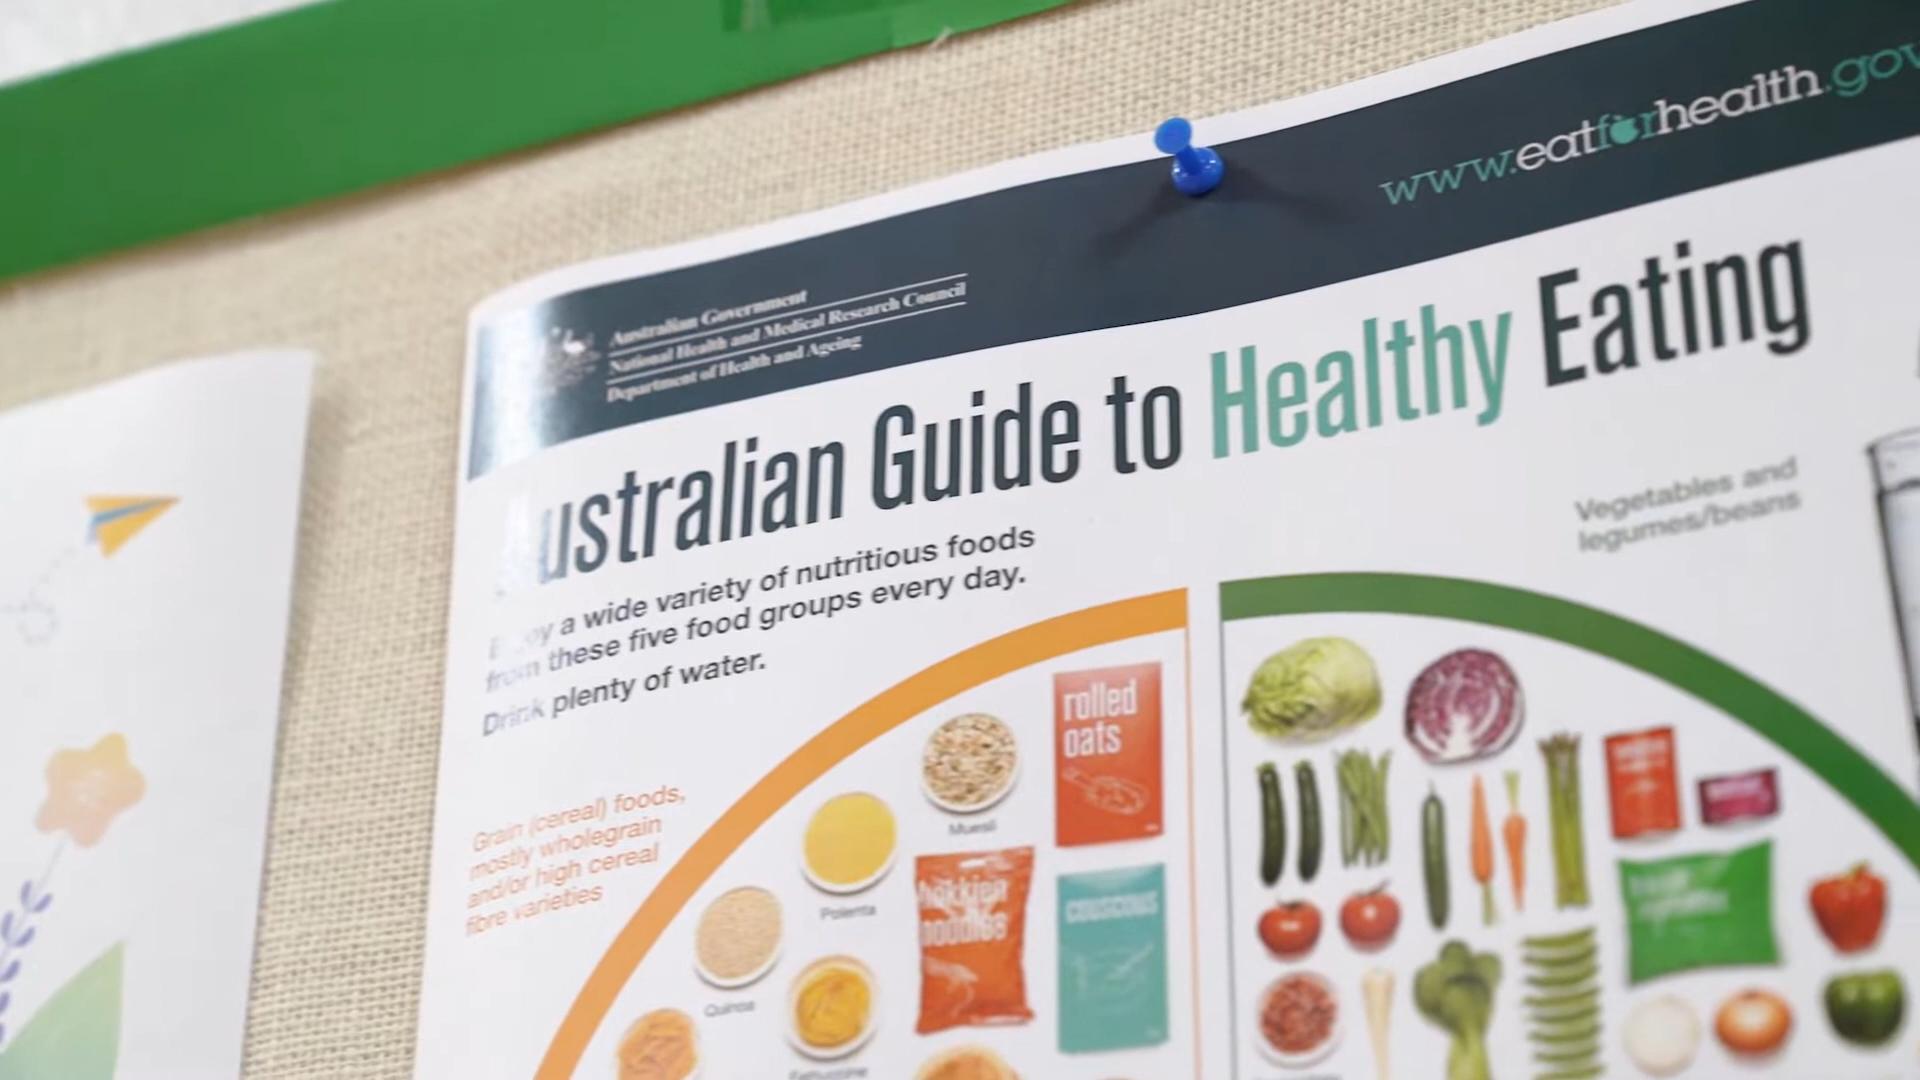 www.eatforhealth.gov
Australian Government
National Health and Medical Research Council
Department of Health and Ageing
Australian Guide to Healthy Eating
Enjoy a wide variety of nutritious foods
from these five food groups every day.
Drink plenty of water.
Vegetables and
legumes/beans
Grain (cereal) foods,
mostly wholegrain
and/or high cereal
fibre varieties
rolled
oats
Muesli
Polenta
hokkien
noodles
couscous
Quinoa
Fettuccine